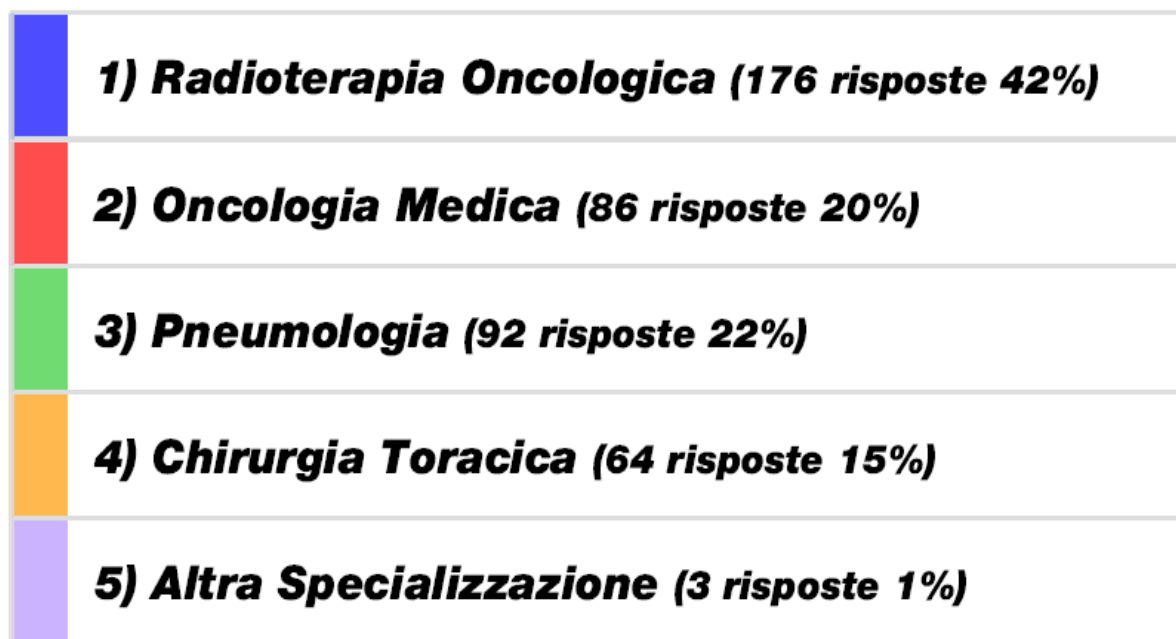 1) Radioterapia Oncologica (176 risposte 42%)
2) Oncologia Medica (86 risposte 20%)
3) Pneumologia (92 risposte 22%)
4) Chirurgia Toracica (64 risposte 15%)
5) Altra Specializzazione (3 risposte 1%)